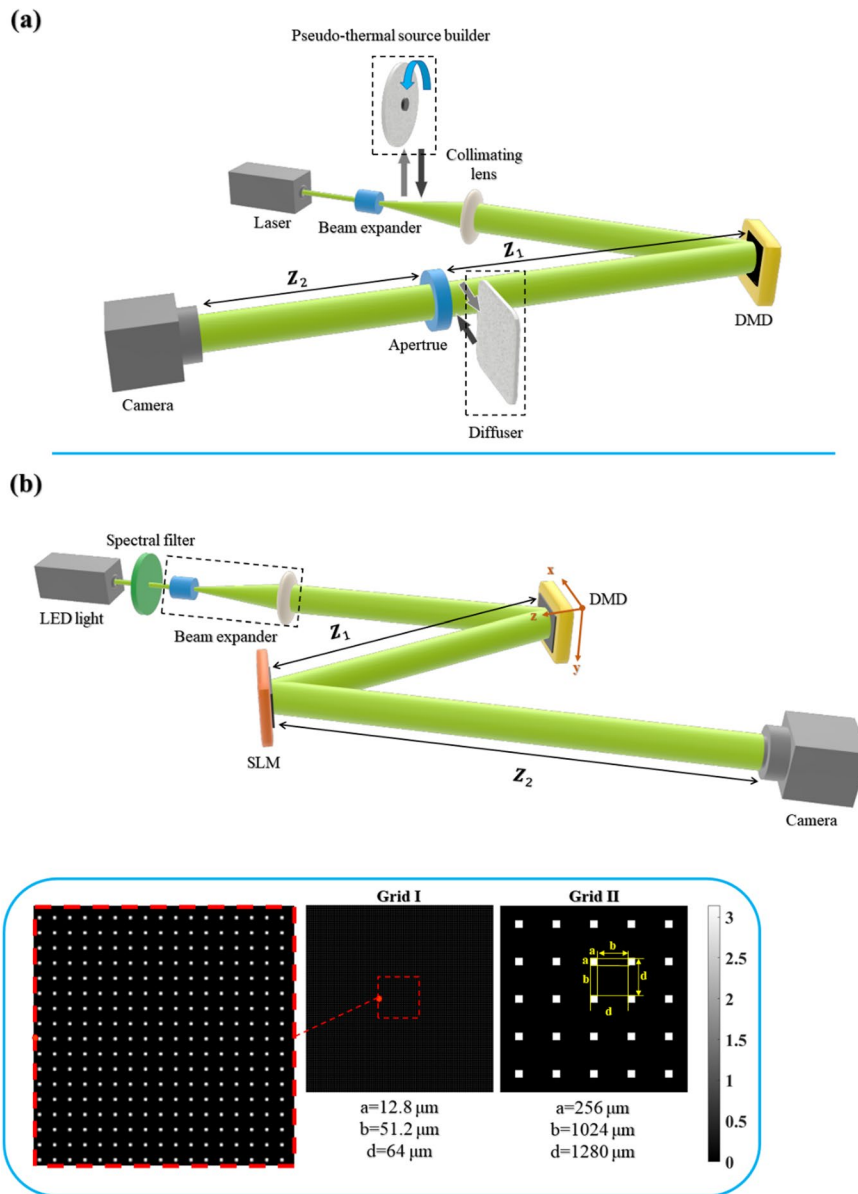 (a)
Pseudo-thermal source builder
Collimating
lens
Laser
Beam expander
Z₁
Z₂
DMD
Apertrue
Camera
Diffuser
(b)
Spectral filter
LED light
Beam expander
x
DMD
z
y
Z₁
SLM
Z₂
Camera
Grid I
Grid II
3
2.5
2
1.5
1
0.5
0
a
b
a
d
b
d
a=12.8 μm
b=51.2 μm
d=64 μm
a=256 μm
b=1024 μm
d=1280 μm